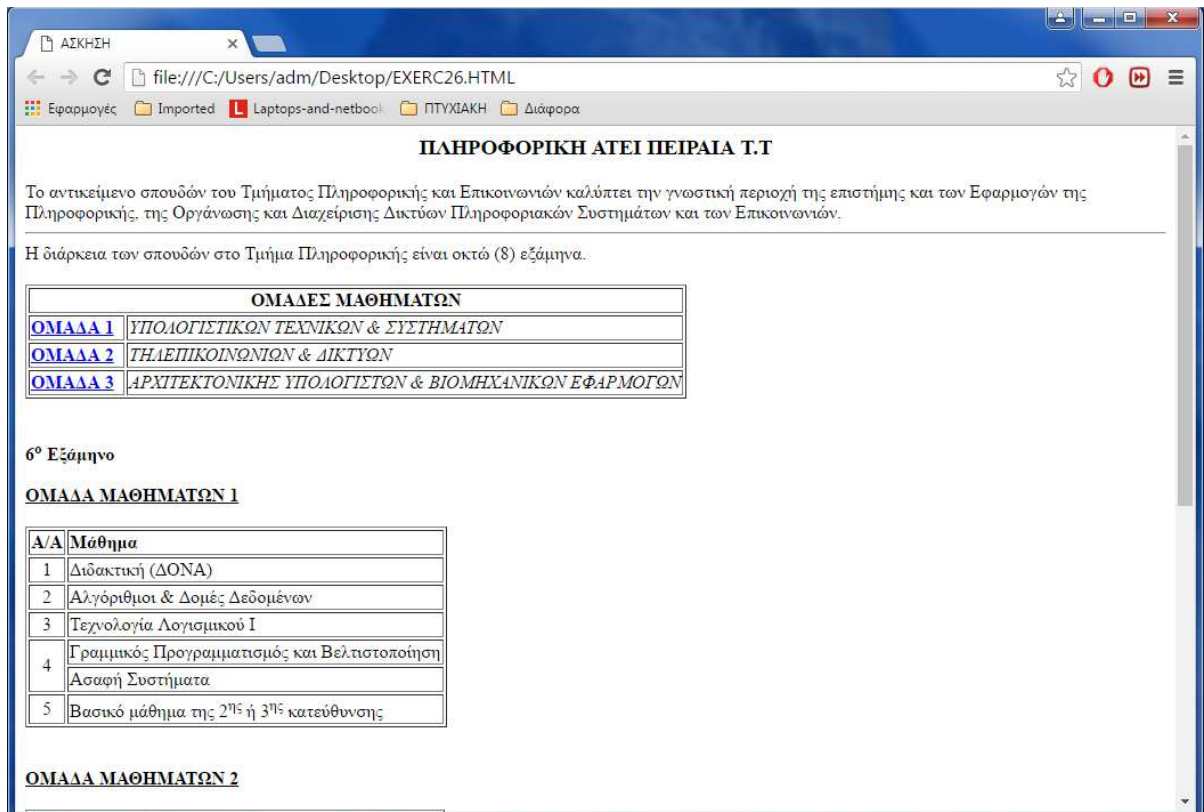 ΑΣΚΗΣΗ
file:///C:/Users/adm/Desktop/EXERC26.HTML
Εφαρμογές Imported L Laptops-and-netbook ΠΤΥΧΙΑΚΗ Διάφορα
ΠΛΗΡΟΦΟΡΙΚΗ ΑΤΕΙ ΠΕΙΡΑΙΑ Τ.Τ
Το αντικείμενο σπουδών του Τμήματος Πληροφορικής και Επικοινωνιών καλύπτει την γνωστική περιοχή της επιστήμης και των Εφαρμογών της
Πληροφορικής, της Οργάνωσης και Διαχείρισης Δικτύων Πληροφοριακών Συστημάτων και των Επικοινωνιών.
Η διάρκεια των σπουδών στο Τμήμα Πληροφορικής είναι οκτώ (8) εξάμηνα.
ΟΜΑΔΕΣ ΜΑΘΗΜΑΤΩΝ
ΟΜΑΔΑ 1 ΥΠΟΛΟΓΙΣΤΙΚΩΝ ΤΕΧΝΙΚΩΝ & ΣΥΣΤΗΜΑΤΩΝ
ΟΜΑΔΑ 2 ΤΗΛΕΠΙΚΟΙΝΩΝΙΩΝ & ΔΙΚΤΥΩΝ
ΟΜΑΔΑ 3 ΑΡΧΙΤΕΚΤΟΝΙΚΗΣ ΥΠΟΛΟΓΙΣΤΩΝ & ΒΙΟΜΗΧΑΝΙΚΩΝ ΕΦΑΡΜΟΓΩΝ
6ο Εξάμηνο
ΟΜΑΔΑ ΜΑΘΗΜΑΤΩΝ 1
Α/Α Μάθημα
1 Διδακτική (ΔΟΝΑ)
2 Αλγόριθμοι & Δομές Δεδομένων
3 Τεχνολογία Λογισμικού Ι
4 Γραμμικός Προγραμματισμός και Βελτιστοποίηση
Ασαφή Συστήματα
5 Βασικό μάθημα της 2ης ή 3ης κατεύθυνσης
ΟΜΑΔΑ ΜΑΘΗΜΑΤΩΝ 2